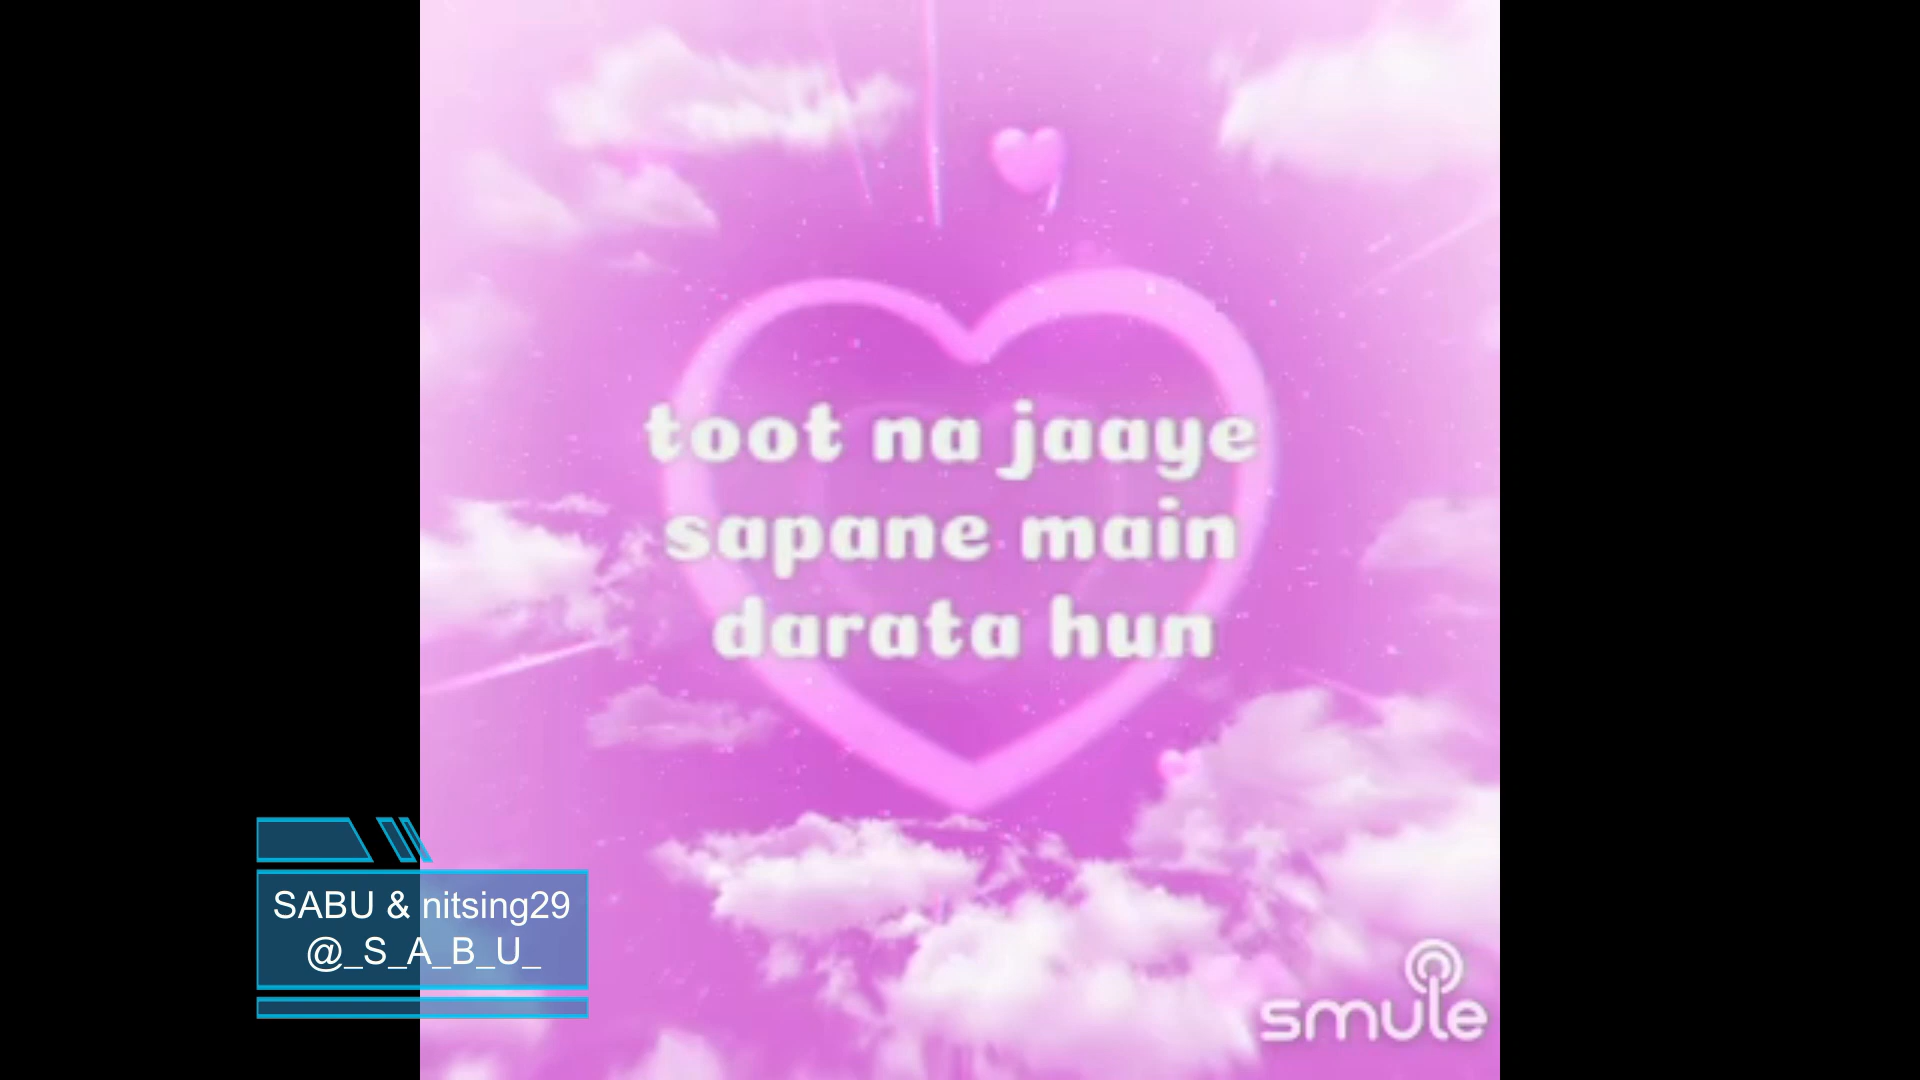 toot na jaaye
sapane main
darata hun
SABU & nitsing29
@_S_A_B_U_
smule